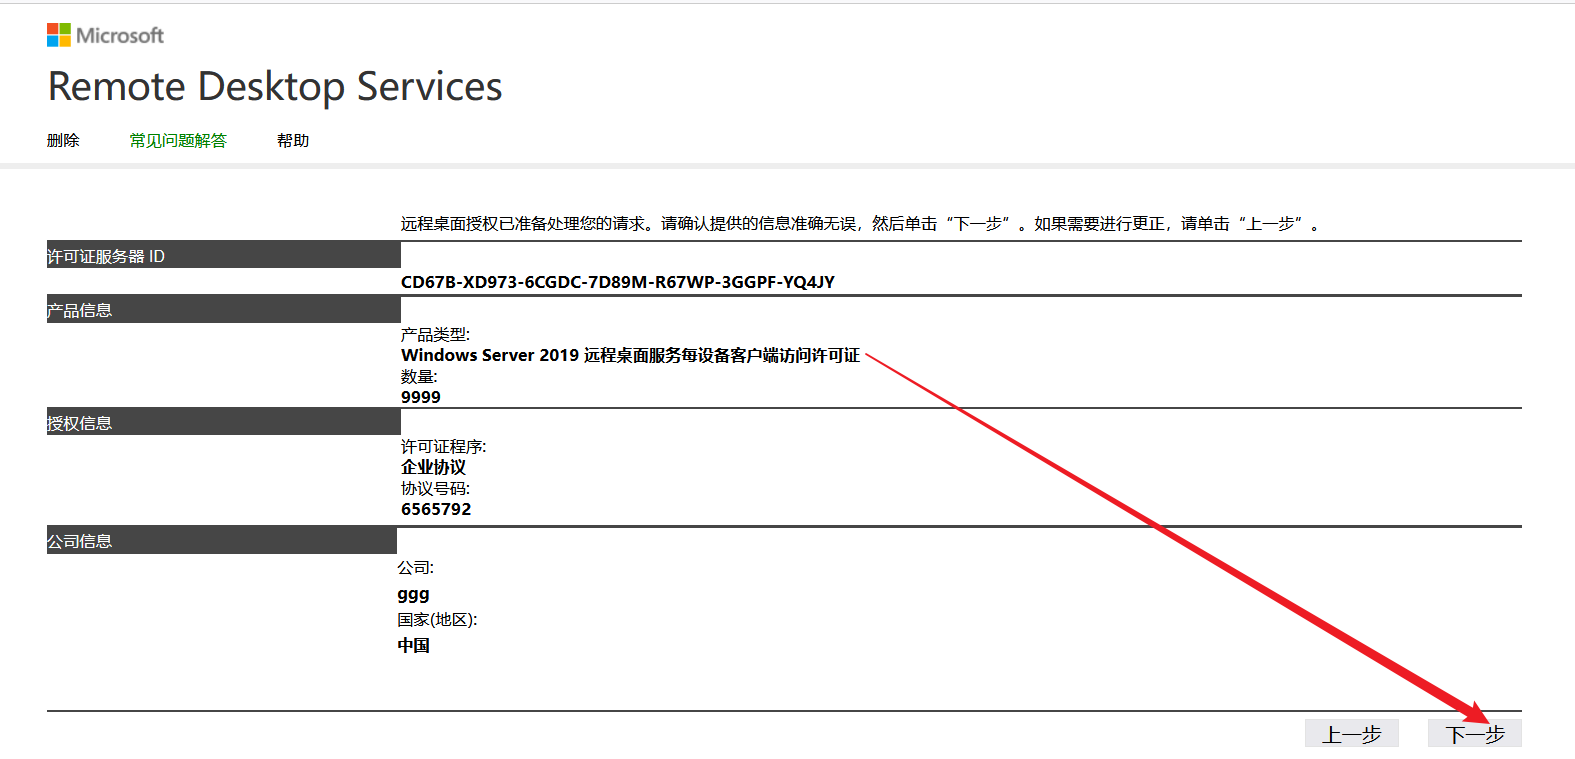 Microsoft
Remote Desktop Services
删除 常见问题解答 帮助
远程桌面授权已准备处理您的请求。请确认提供的信息准确无误，然后单击“下一步”。如果需要进行更正，请单击“上一步”。
许可证服务器 ID
CD67B-XD973-6CGDC-7D89M-R67WP-3GGPF-YQ4JY
产品信息
产品类型:
Windows Server 2019 远程桌面服务每设备客户端访问许可证
数量:
9999
授权信息
许可证程序:
企业协议
协议号码:
6565792
公司信息
公司:
ggg
国家(地区):
中国
上一步 下一步